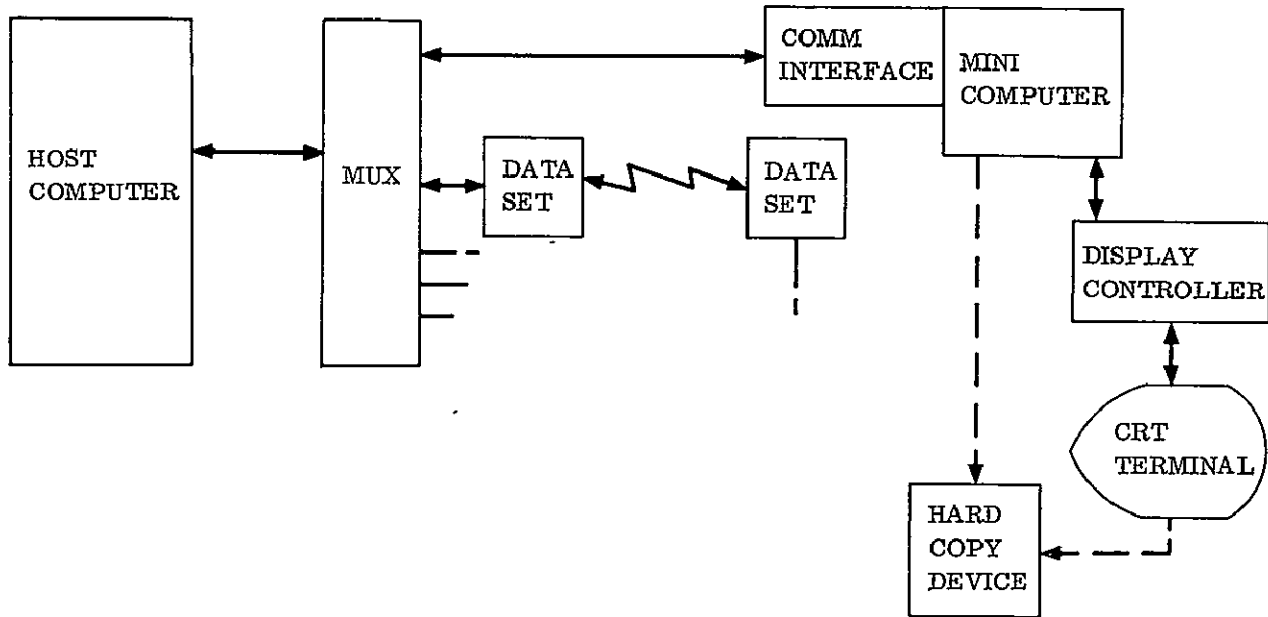 HOST
COMPUTER
MUX
COMM
INTERFACE
MINI
COMPUTER
DATA
SET
DATA
SET
DISPLAY
CONTROLLER
CRT
TERMINAL
HARD
COPY
DEVICE